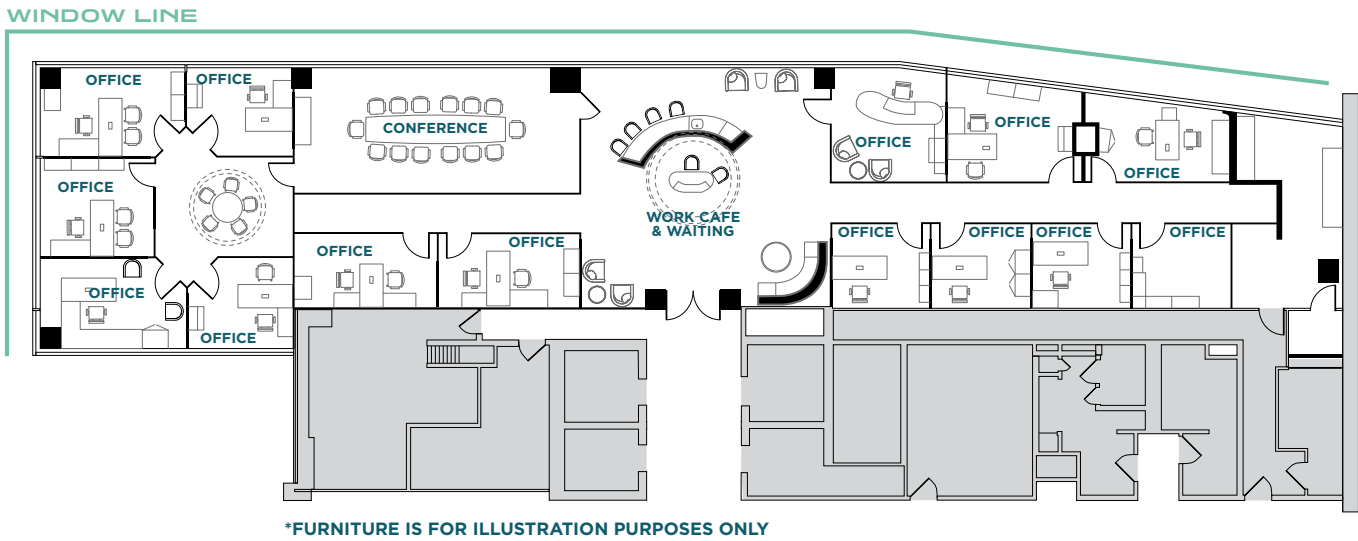 WINDOW LINE
OFFICE
OFFICE
CONFERENCE
OFFICE
OFFICE
OFFICE
OFFICE
WORK CAFE
& WAITING
OFFICE
OFFICE
OFFICE
OFFICE
OFFICE
OFFICE
OFFICE
OFFICE
*FURNITURE IS FOR ILLUSTRATION PURPOSES ONLY